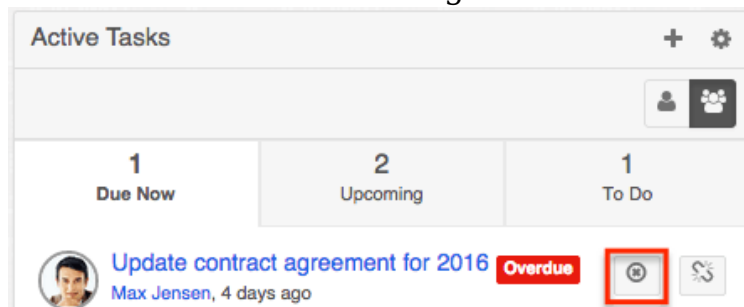 Active Tasks
1
Due Now
2
Upcoming
1
To Do
Update contract agreement for 2016 Overdue
Max Jensen, 4 days ago